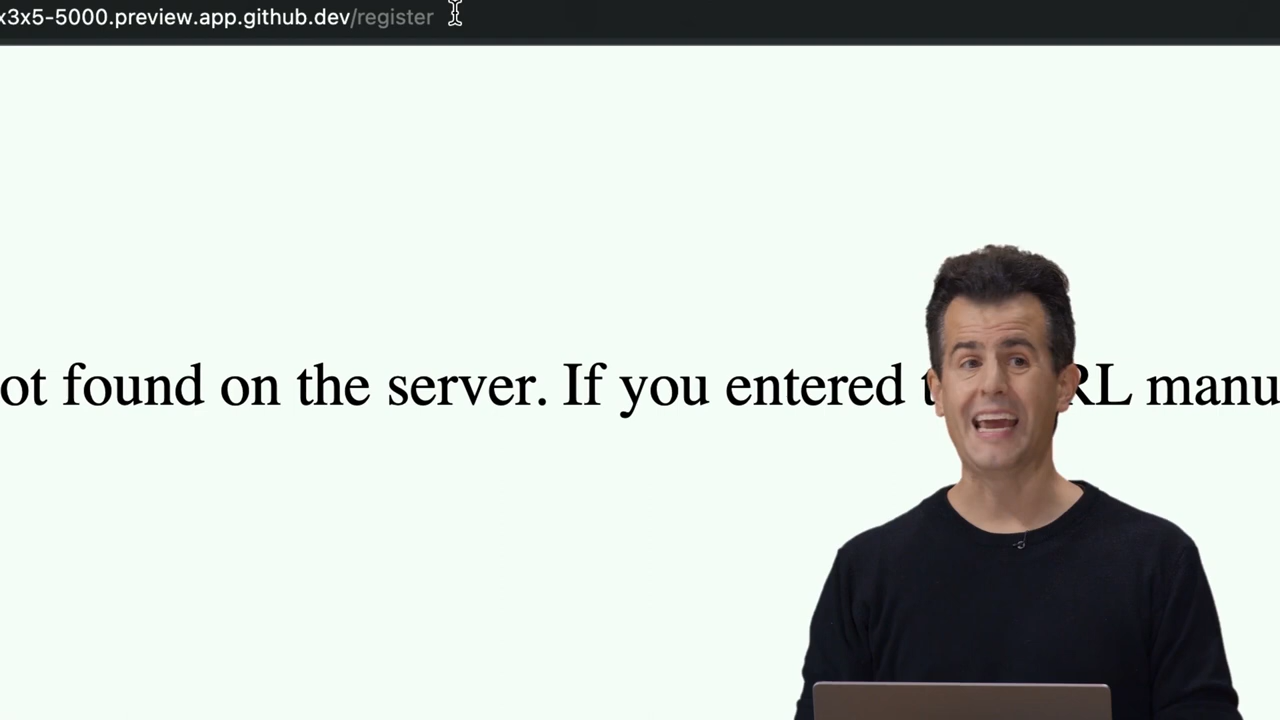 x3x5-5000.preview.app.github.dev/register
ot found on the server. If you entered RL manu